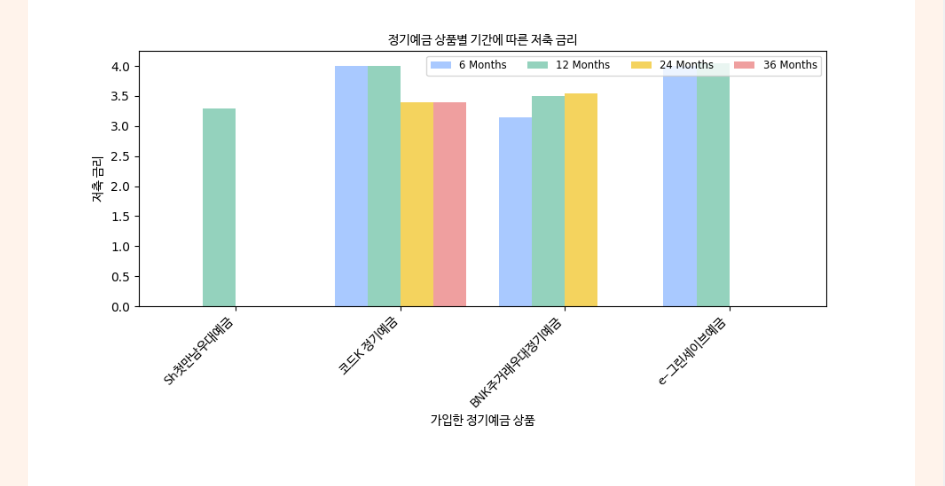 정기예금 상품별 기간에 따른 저축 금리
6 Months 12 Months 24 Months 36 Months
4.0
3.5
3.0
2.5
2.0
1.5
1.0
0.5
0.0
저축 금리
Sh첫만남우대예금
코드K 정기예금
BNK주거래우대정기예금
e-그린세이브예금
가입한 정기예금 상품